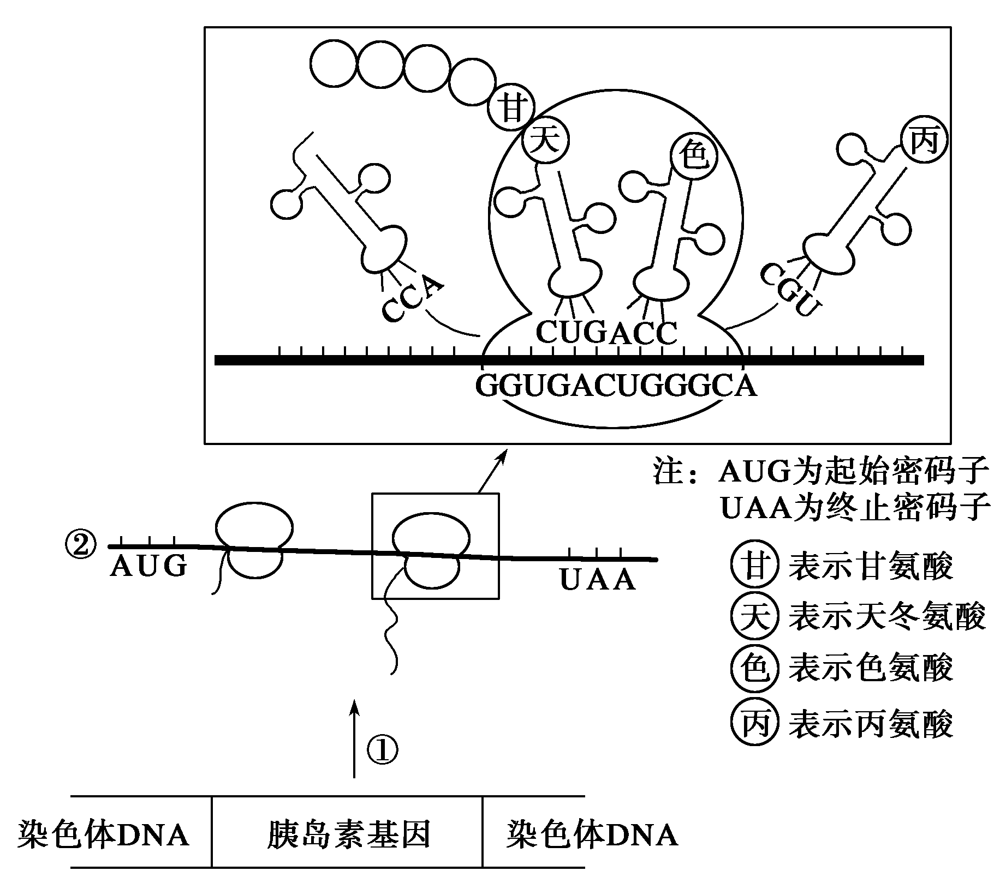 甘
天
色
丙
CCA
CUG
ACC
CGU
GGUGACUGGGCA
注：AUG为起始密码子
UAA为终止密码子
②
AUG
UAA
甘 表示甘氨酸
天 表示天冬氨酸
色 表示色氨酸
丙 表示丙氨酸
①
染色体DNA 胰岛素基因 染色体DNA